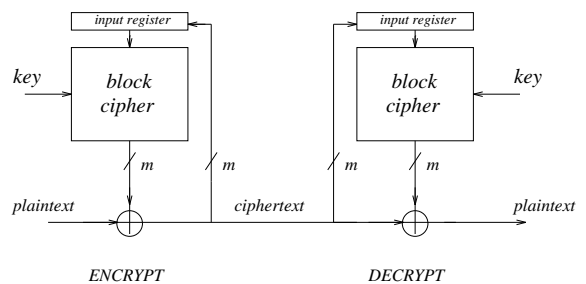 input register
input register
key
block
cipher
block
cipher
key
m
m
m
m
plaintext
ciphertext
plaintext
ENCRYPT
DECRYPT